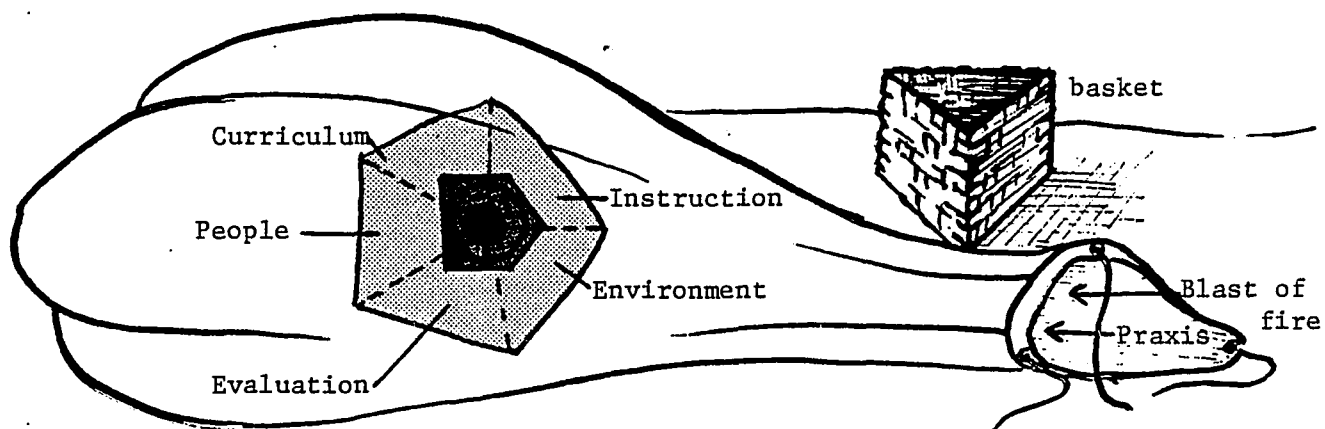 basket
Curriculum
Instruction
People
Environment
Blast of
fire
Praxis
Evaluation